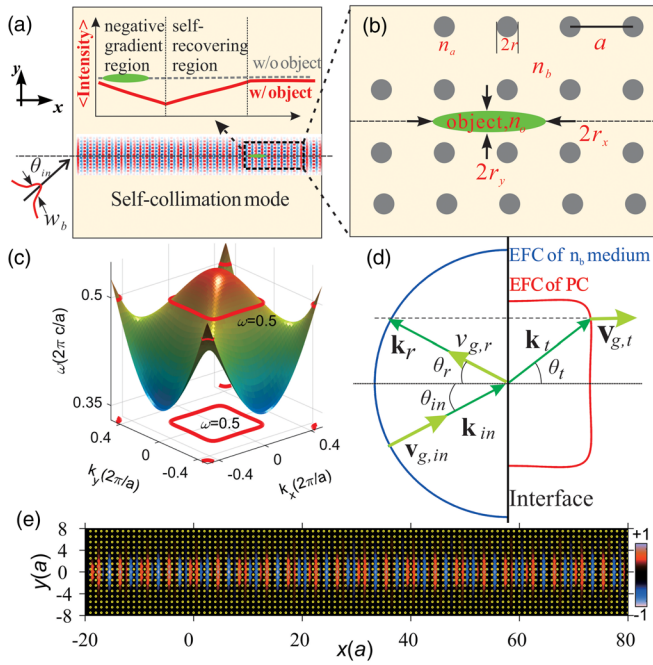 (a)
<Intensity>
negative
gradient
region
self-
recovering
region
w/o object
w/ object
y
x
θin
wb
Self-collimation mode
(b)
na
2r
a
nb
object, no
2rx
2ry
(c)
ω(2π c/a)
0.5
0.35
ω=0.5
ω=0.5
0.4
0
-0.4
ky(2π/a)
-0.4
0
0.4
kx(2π/a)
(d)
EFC of nb medium
EFC of PC
kr
vg,r
θr
θin
kin
vg,in
kt
θt
vg,t
Interface
(e)
y(a)
8
4
0
-4
-8
-20 0 20 40 60 80
x(a)
+1
-1